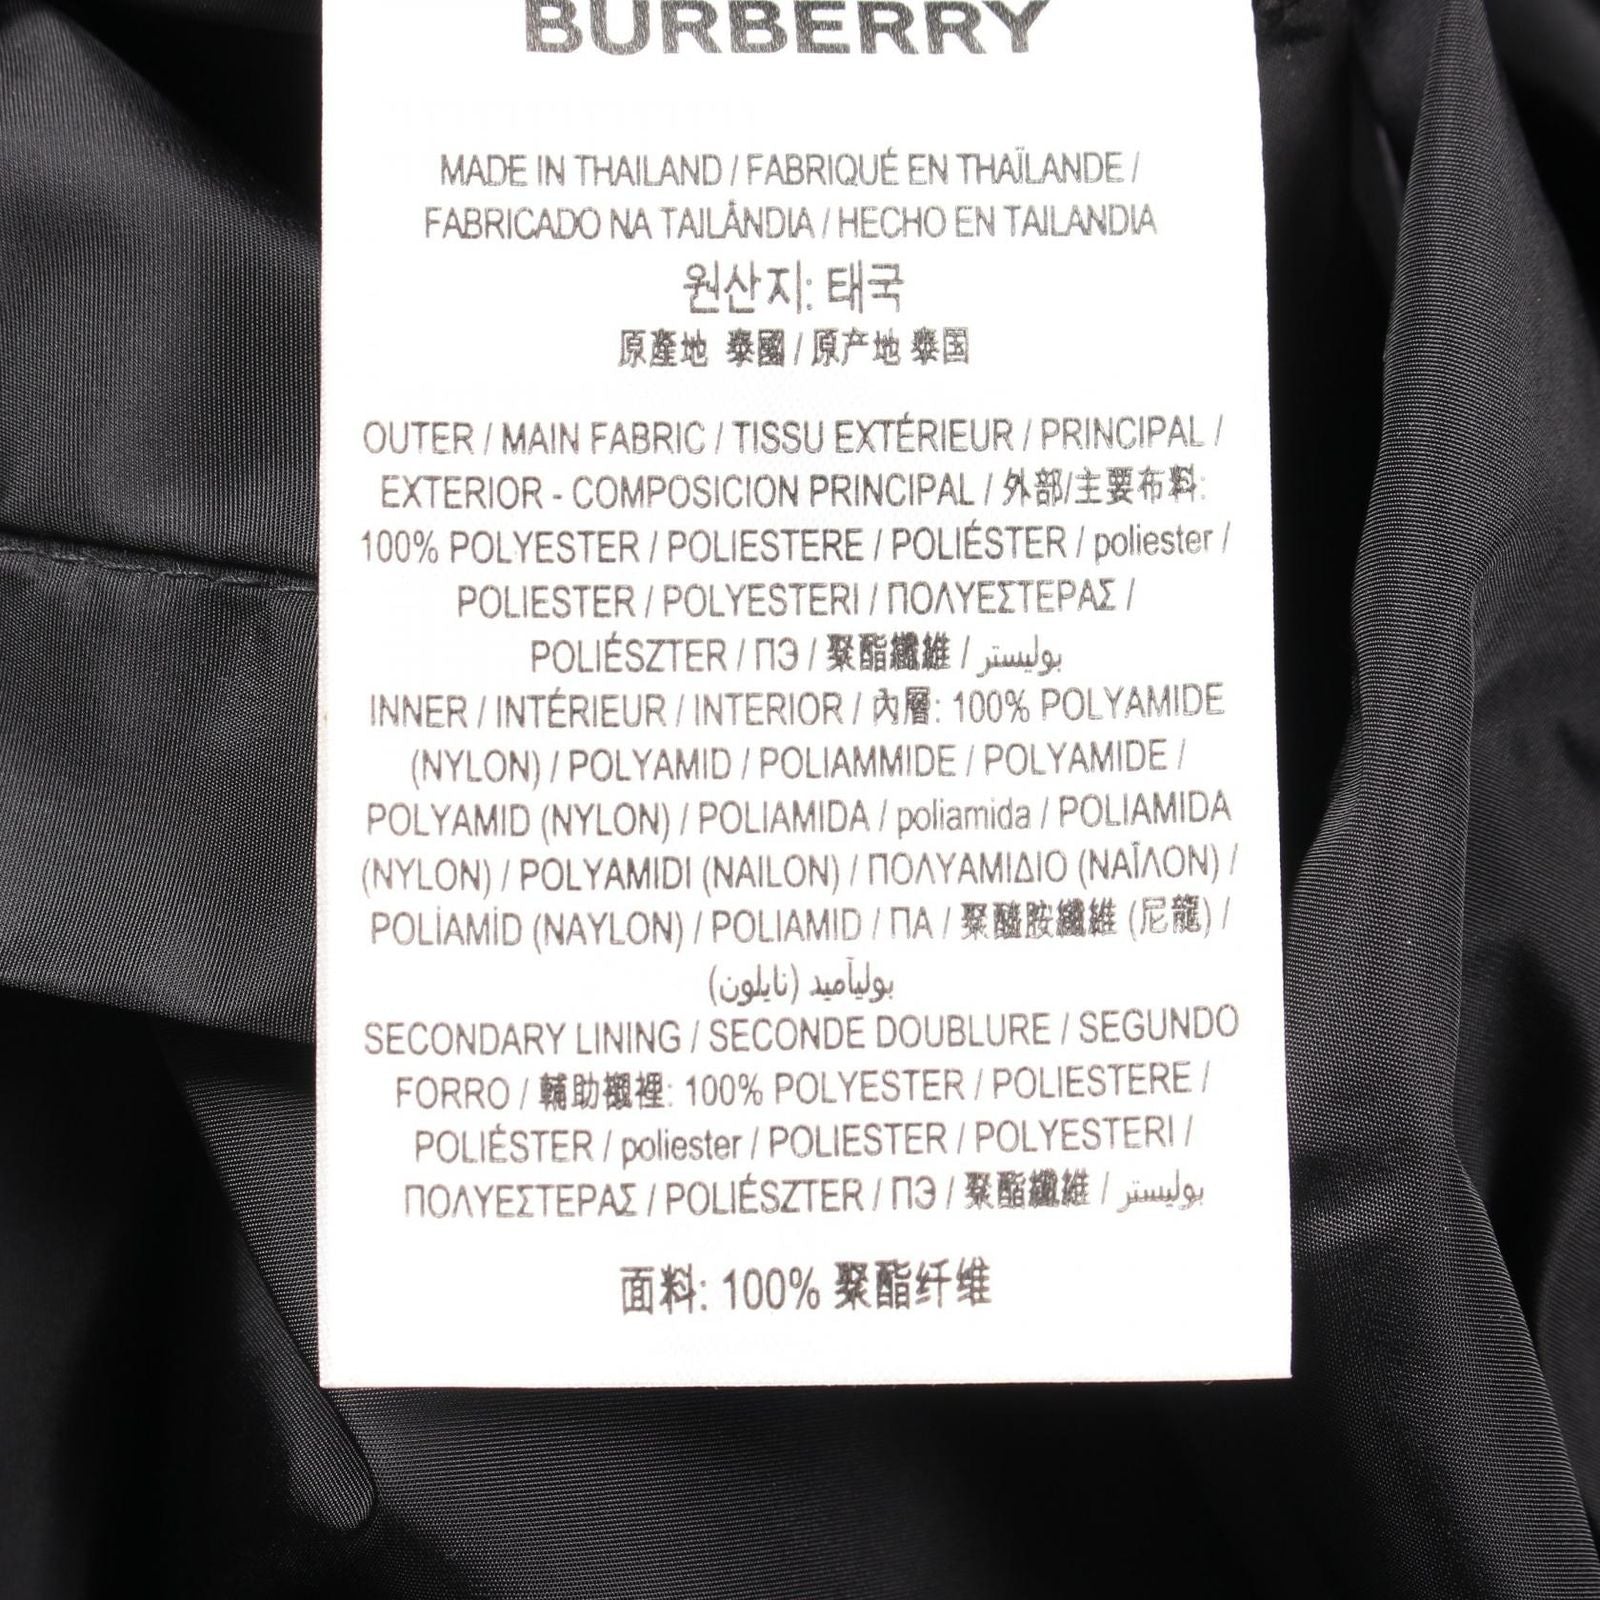 BURBERRY
MADE IN THAILAND / FABRIQUÉ EN THAÏLANDE /
FABRICADO NA TAILÂNDIA / HECHO EN TAILANDIA
원산지: 태국
原產地 泰國 / 原产地 泰国
OUTER / MAIN FABRIC / TISSU EXTÉRIEUR / PRINCIPAL /
EXTERIOR - COMPOSICION PRINCIPAL / 外部/主要布料:
100% POLYESTER / POLIESTERE / POLIÉSTER / poliester /
POLIESTER / POLYESTERI / ΠΟΛΥΕΣΤΕΡΑΣ /
POLIÉSZTER / ПЭ / 聚酯纖維 / بوليستر
INNER / INTÉRIEUR / INTERIOR / 內層: 100% POLYAMIDE
(NYLON) / POLYAMID / POLIAMMIDE / POLYAMIDE /
POLYAMID (NYLON) / POLIAMIDA / poliamida / POLIAMIDA
(NYLON) / POLYAMIDI (NAILON) / ΠΟΛΥΑΜΙΔΙΟ (ΝΑΪΛΟΝ) /
POLİAMİD (NAYLON) / POLIAMID / ПА / 聚醯胺纖維 (尼龍) /
بوليآميد (نايلون)
SECONDARY LINING / SECONDE DOUBLURE / SEGUNDO
FORRO / 輔助襯裡: 100% POLYESTER / POLIESTERE /
POLIÉSTER / poliester / POLIESTER / POLYESTERI /
ΠΟΛΥΕΣΤΕΡΑΣ / POLIÉSZTER / ПЭ / 聚酯纖維 / بوليستر
面料: 100% 聚酯纤维